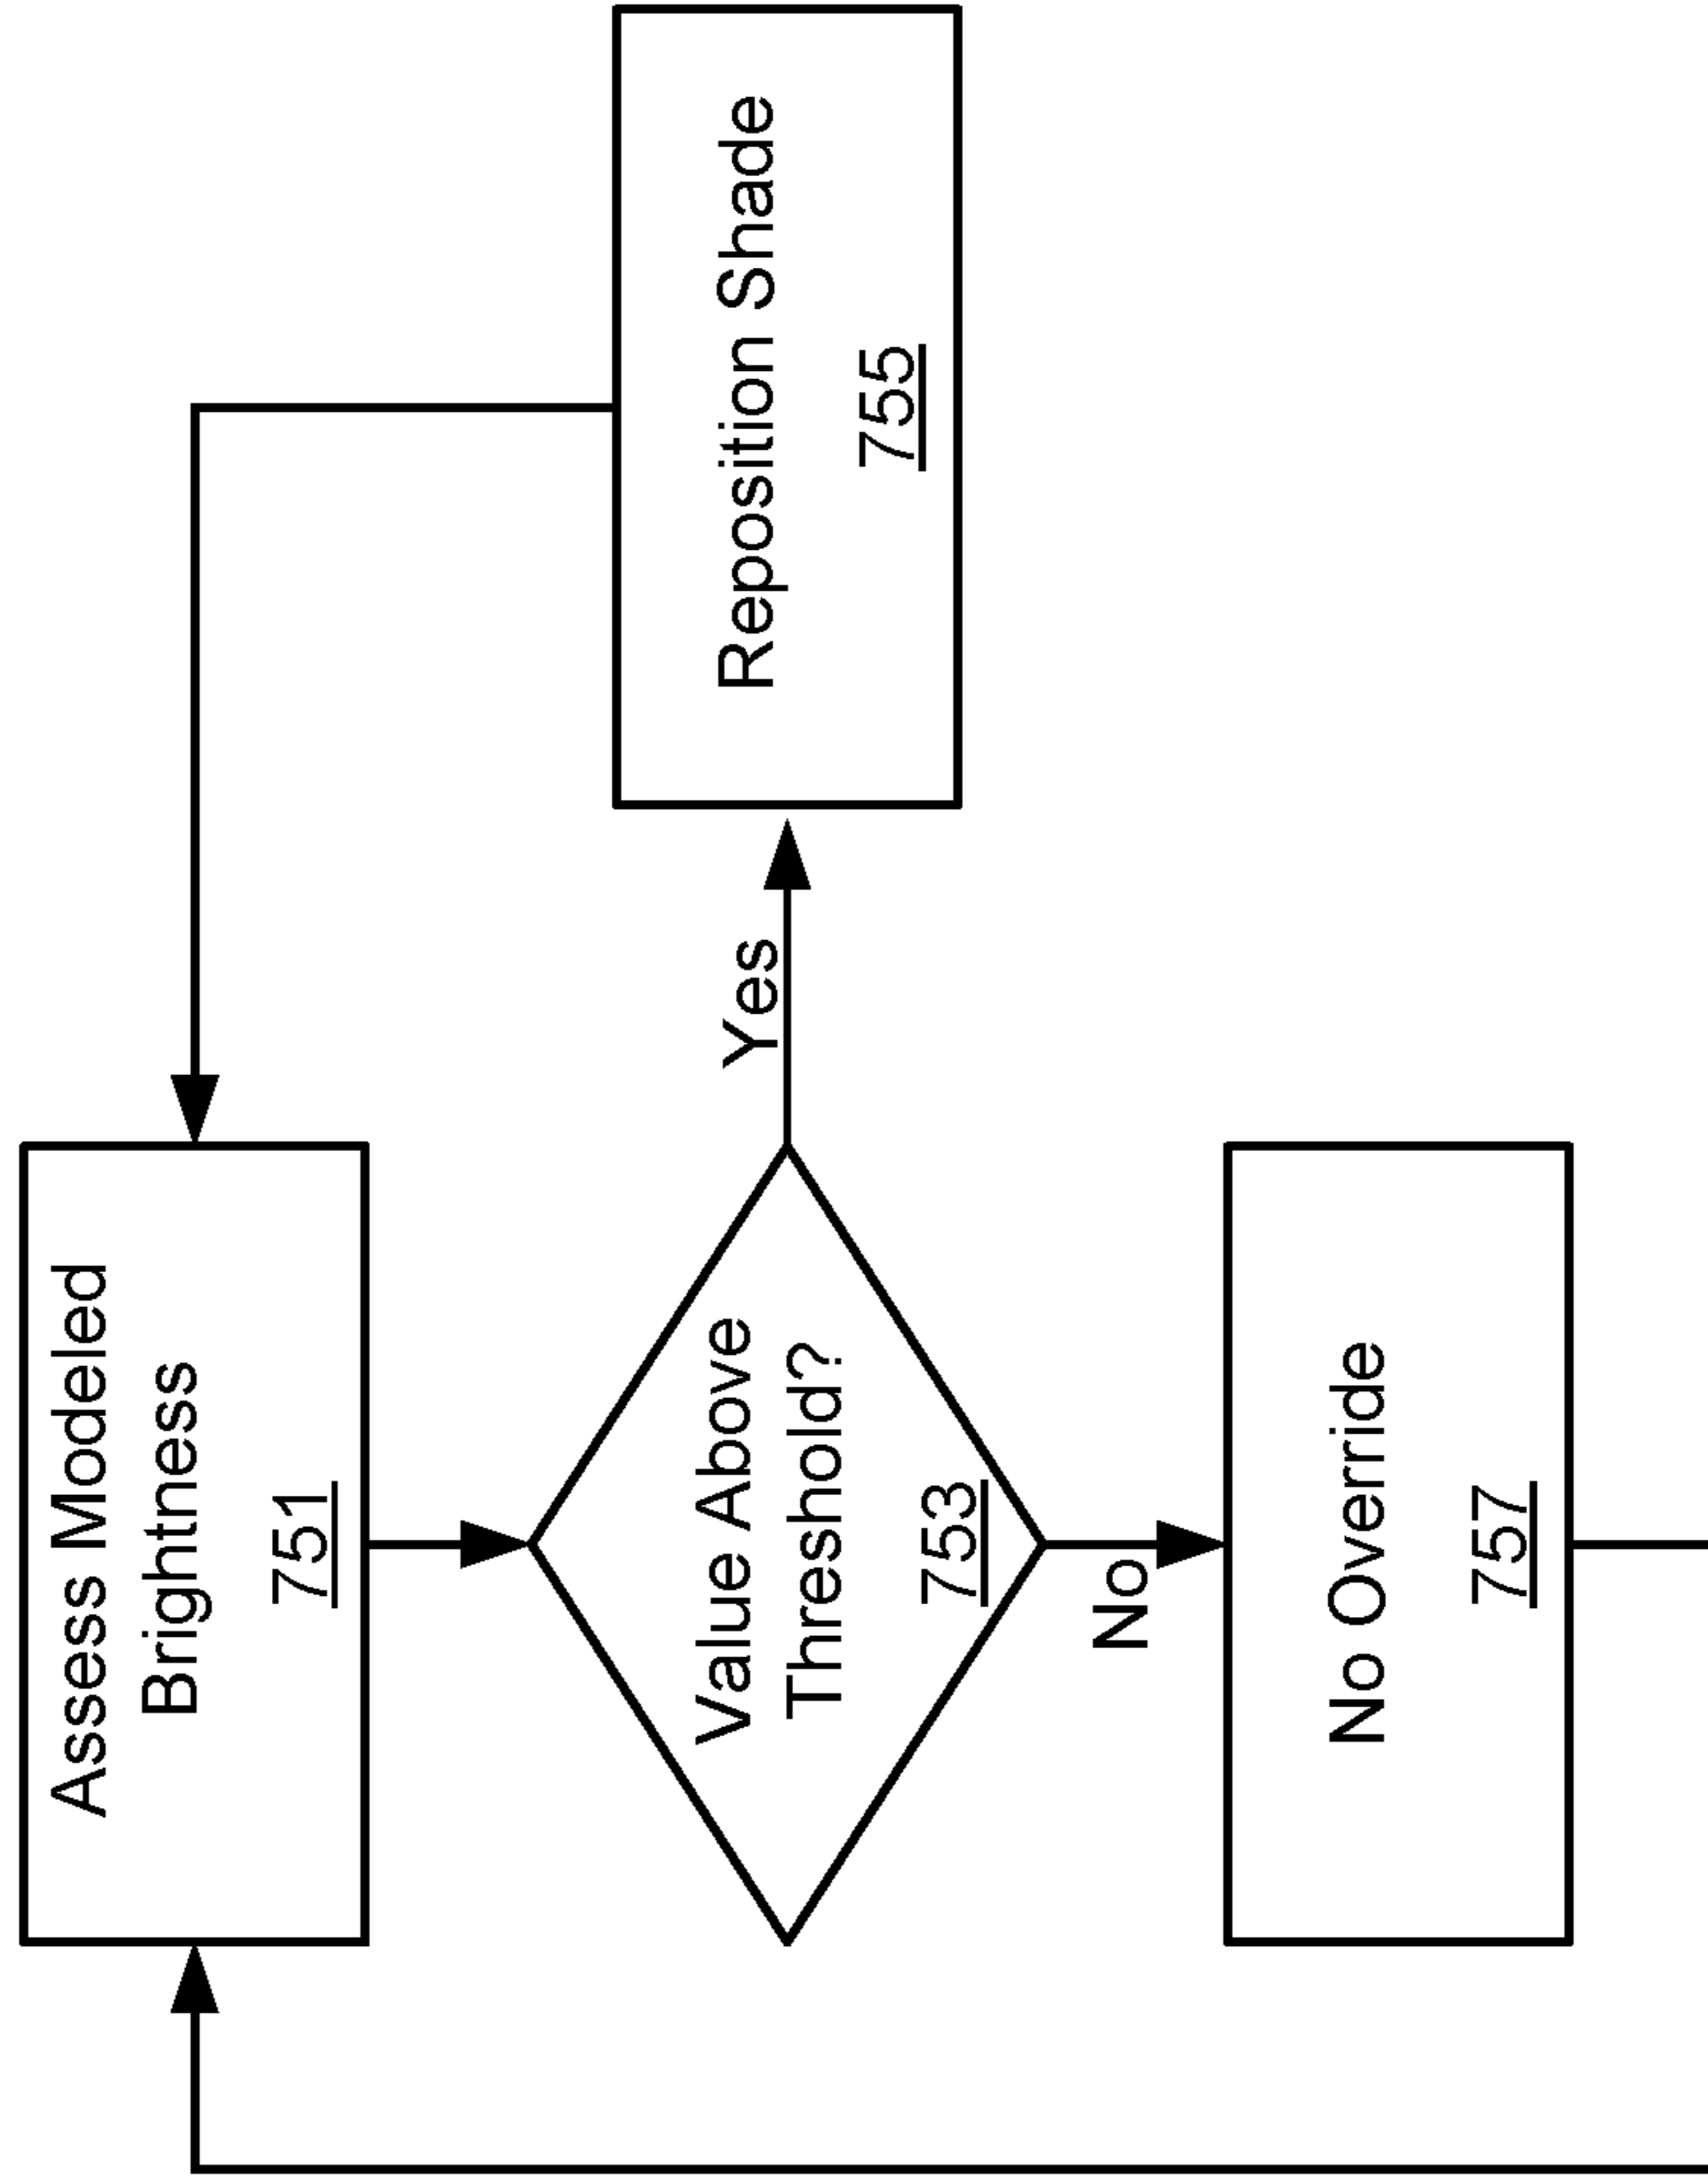 Assess Modeled
Brightness
751
Value Above
Threshold?
753
Yes
Reposition Shade
755
No
No Override
757